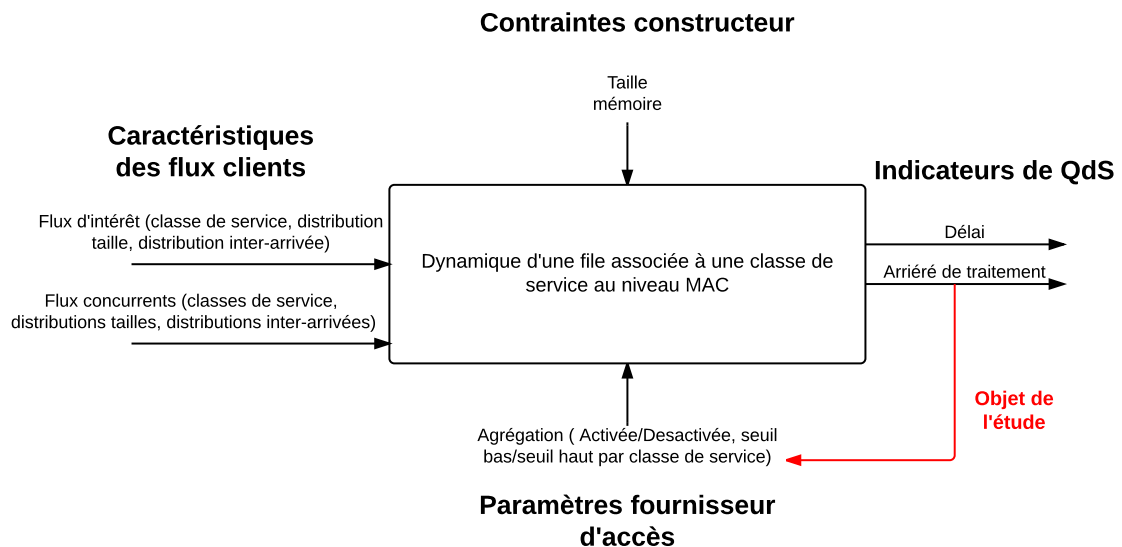 Contraintes constructeur
Taille
mémoire
Caractéristiques
des flux clients
Indicateurs de QdS
Flux d'intérêt (classe de service, distribution
taille, distribution inter-arrivée)
Délai
Dynamique d'une file associée à une classe de
service au niveau MAC
Arriéré de traitement
Flux concurrents (classes de service,
distributions tailles, distributions inter-arrivées)
Objet de
l'étude
Agrégation ( Activée/Desactivée, seuil
bas/seuil haut par classe de service)
Paramètres fournisseur
d'accès